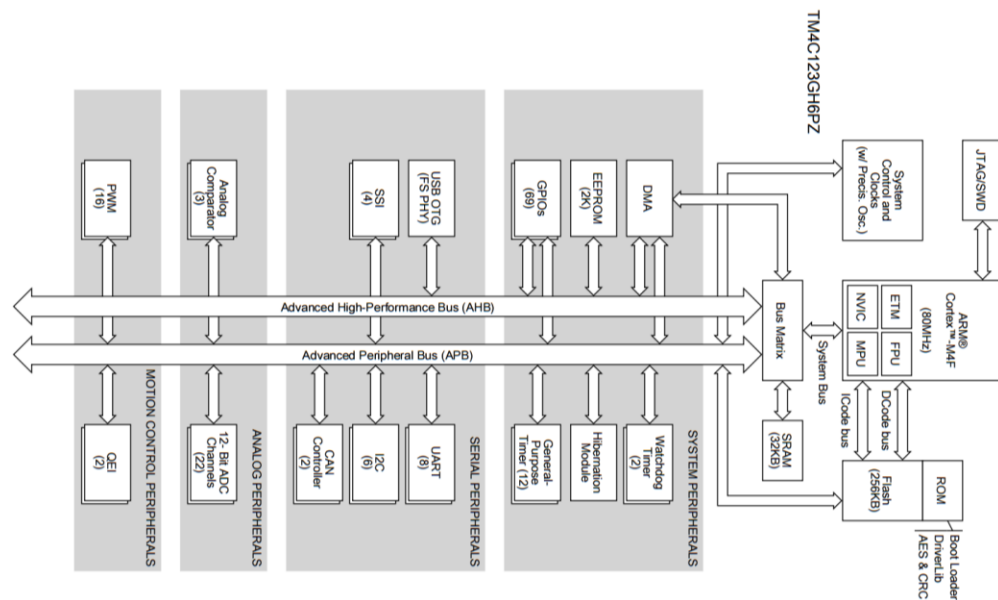 TM4C123GH6PZ
JTAG/SWD
System
Control and
Clocks
(w/ Precis. Osc.)
ARM®
Cortex™-M4F
(80MHz)
ETM
FPU
NVIC
MPU
DCode bus
ICode bus
ROM
Flash
(256KB)
Boot Loader
DriverLib
AES & CRC
System Bus
Bus Matrix
SRAM
(32KB)
SYSTEM PERIPHERALS
DMA
Watchdog
Timer
(2)
EEPROM
(2K)
Hibernation
Module
GPIOs
(69)
General-
Purpose
Timer (12)
SERIAL PERIPHERALS
USB OTG
(FS PHY)
UART
(8)
SSI
(4)
I2C
(6)
CAN
Controller
(2)
Advanced High-Performance Bus (AHB)
Advanced Peripheral Bus (APB)
ANALOG PERIPHERALS
Analog
Comparator
(3)
12- Bit ADC
Channels
(22)
MOTION CONTROL PERIPHERALS
PWM
(16)
QEI
(2)